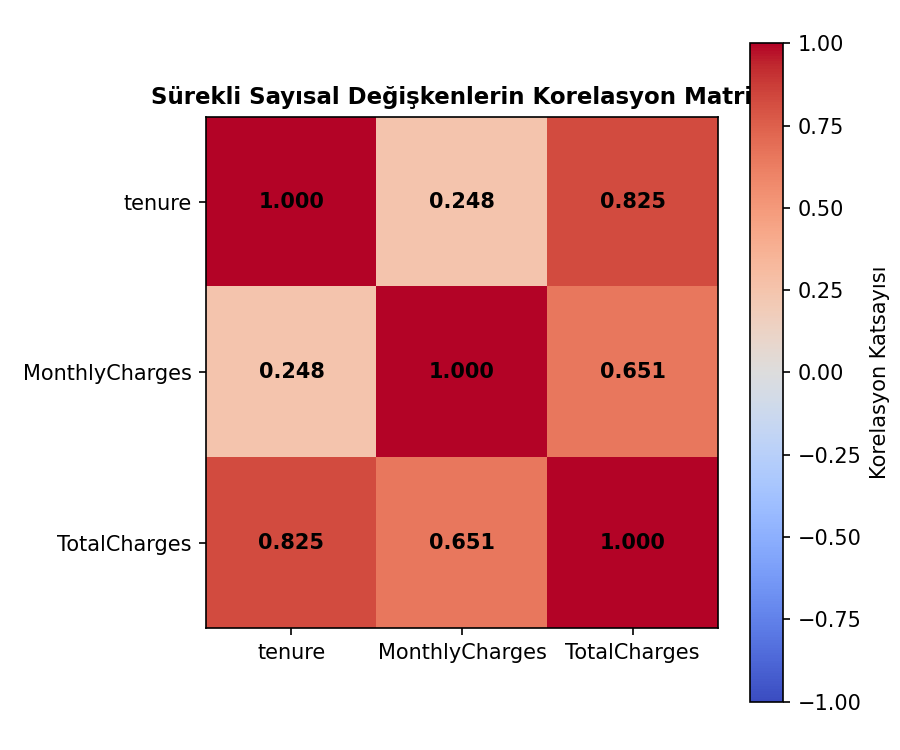 Sürekli Sayısal Değişkenlerin Korelasyon Matri
tenure 1.000 0.248 0.825
MonthlyCharges 0.248 1.000 0.651
TotalCharges 0.825 0.651 1.000
tenure MonthlyCharges TotalCharges
1.00
0.75
0.50
0.25
0.00
−0.25
−0.50
−0.75
−1.00
Korelasyon Katsayısı